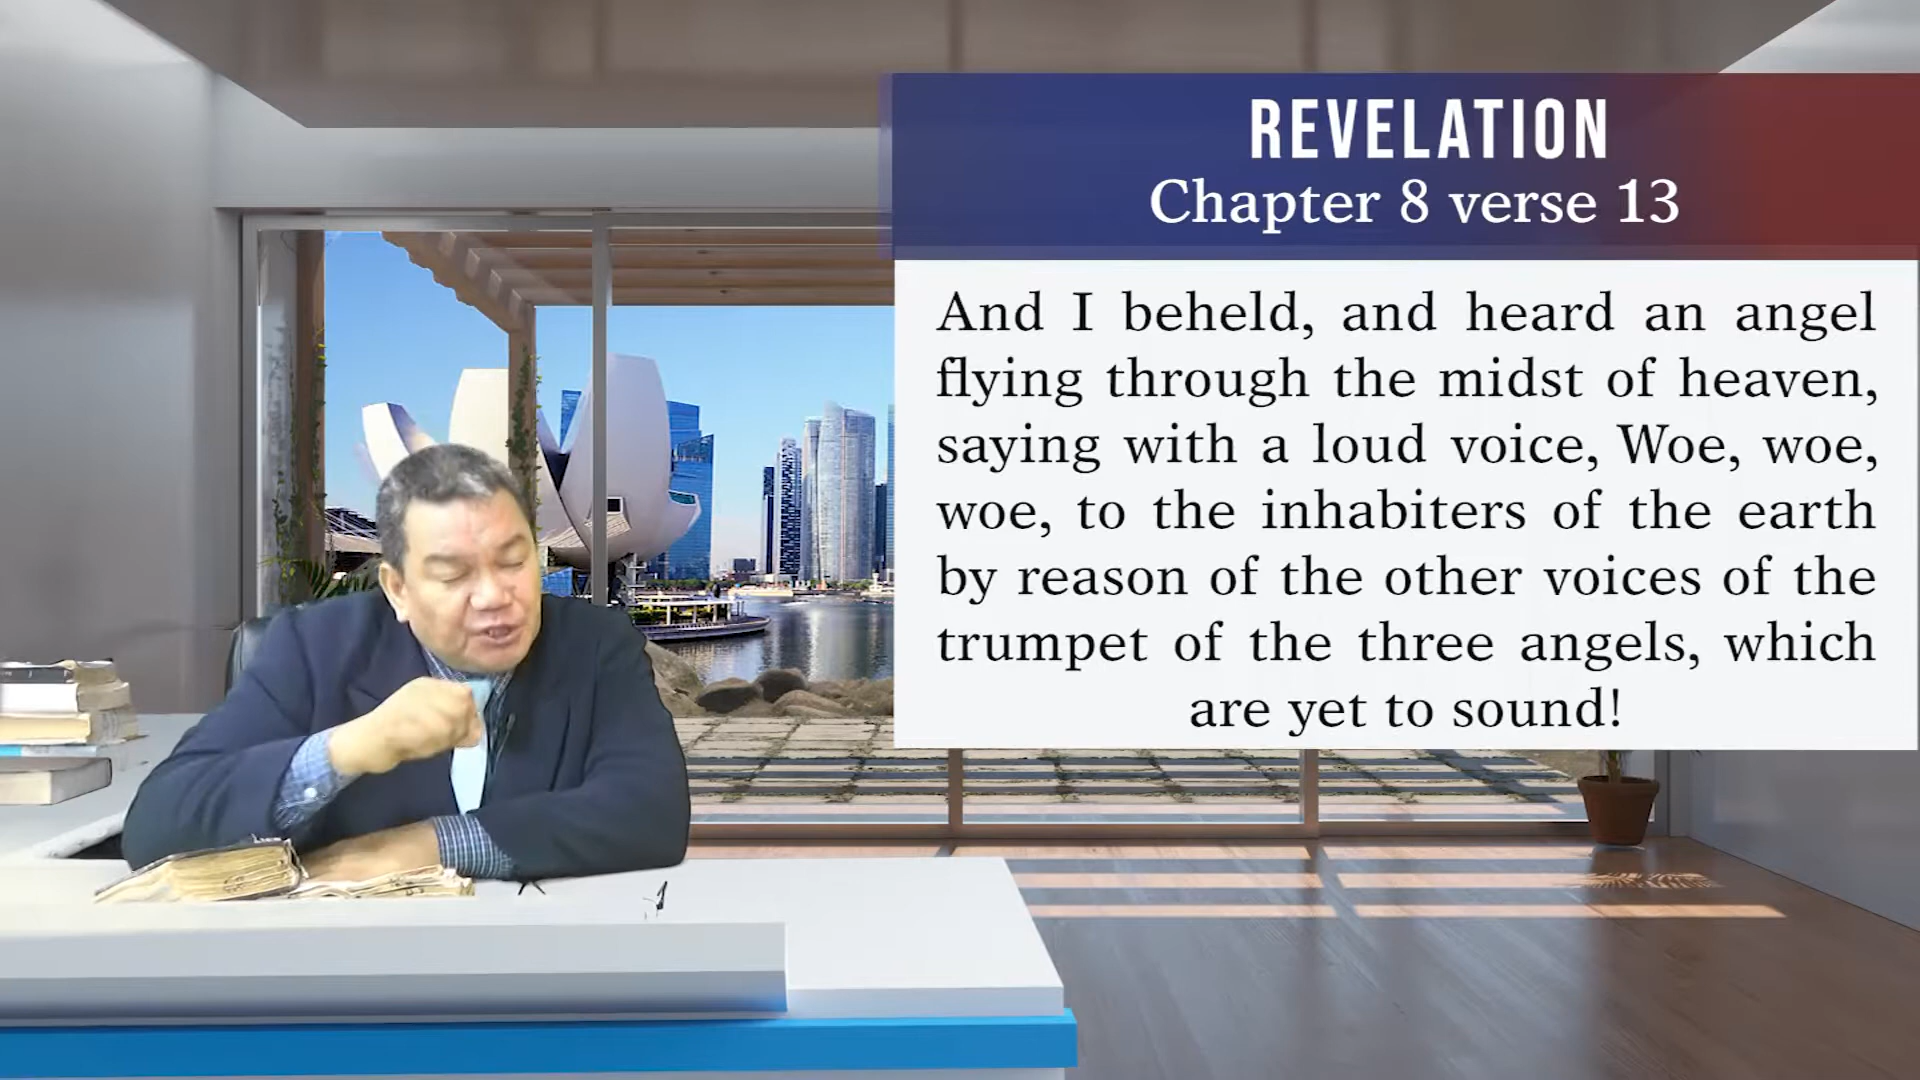 REVELATION
Chapter 8 verse 13
And I beheld, and heard an angel
flying through the midst of heaven,
saying with a loud voice, Woe, woe,
woe, to the inhabiters of the earth
by reason of the other voices of the
trumpet of the three angels, which
are yet to sound!